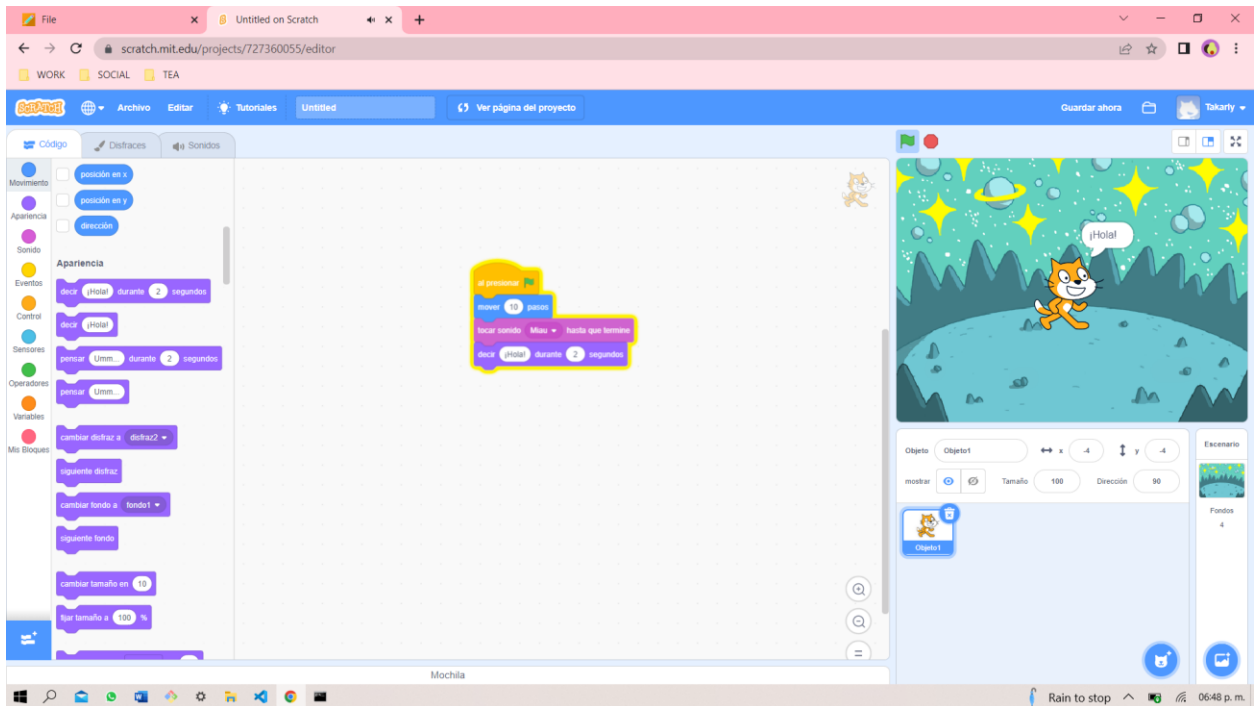 File
Untitled on Scratch
scratch.mit.edu/projects/727360055/editor
WORK
SOCIAL
TEA
SCRATCH
Archivo
Editar
Tutoriales
Untitled
Ver página del proyecto
Guardar ahora
Takarly
Código
Disfraces
Sonidos
Movimiento
Apariencia
Sonido
Eventos
Control
Sensores
Operadores
Variables
Mis Bloques
posición en x
posición en y
dirección
Apariencia
decir ¡Hola! durante 2 segundos
decir ¡Hola!
pensar Umm... durante 2 segundos
pensar Umm...
cambiar disfraz a disfraz2
siguiente disfraz
cambiar fondo a fondo1
siguiente fondo
cambiar tamaño en 10
fijar tamaño a 100 %
al presionar
mover 10 pasos
tocar sonido Miau hasta que termine
decir ¡Hola! durante 2 segundos
¡Hola!
Objeto Objeto1 x -4 y -4
mostrar Tamaño 100 Dirección 90
Objeto1
Escenario
Fondos
4
Mochila
Rain to stop
06:48 p. m.